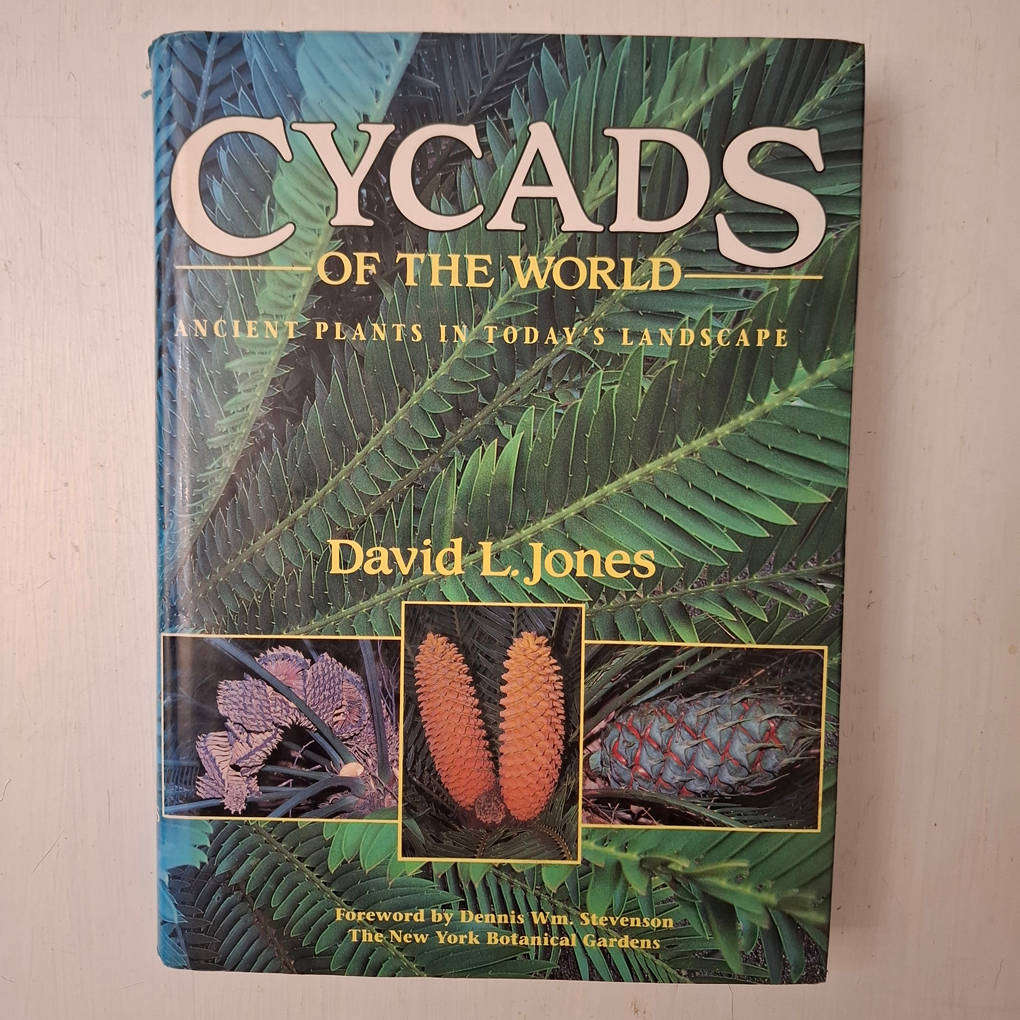 CYCADS
OF THE WORLD
ANCIENT PLANTS IN TODAY'S LANDSCAPE
David L. Jones
Foreword by Dennis Wm. Stevenson
The New York Botanical Gardens